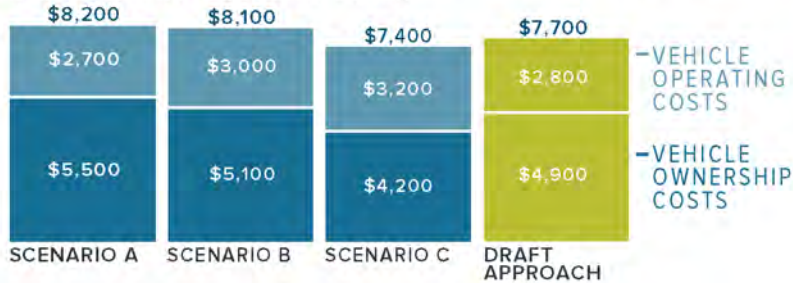 $8,200
$8,100
$7,400
$7,700
$2,700
$3,000
$3,200
$2,800
$5,500
$5,100
$4,200
$4,900
VEHICLE
OPERATING
COSTS
VEHICLE
OWNERSHIP
COSTS
SCENARIO A
SCENARIO B
SCENARIO C
DRAFT
APPROACH